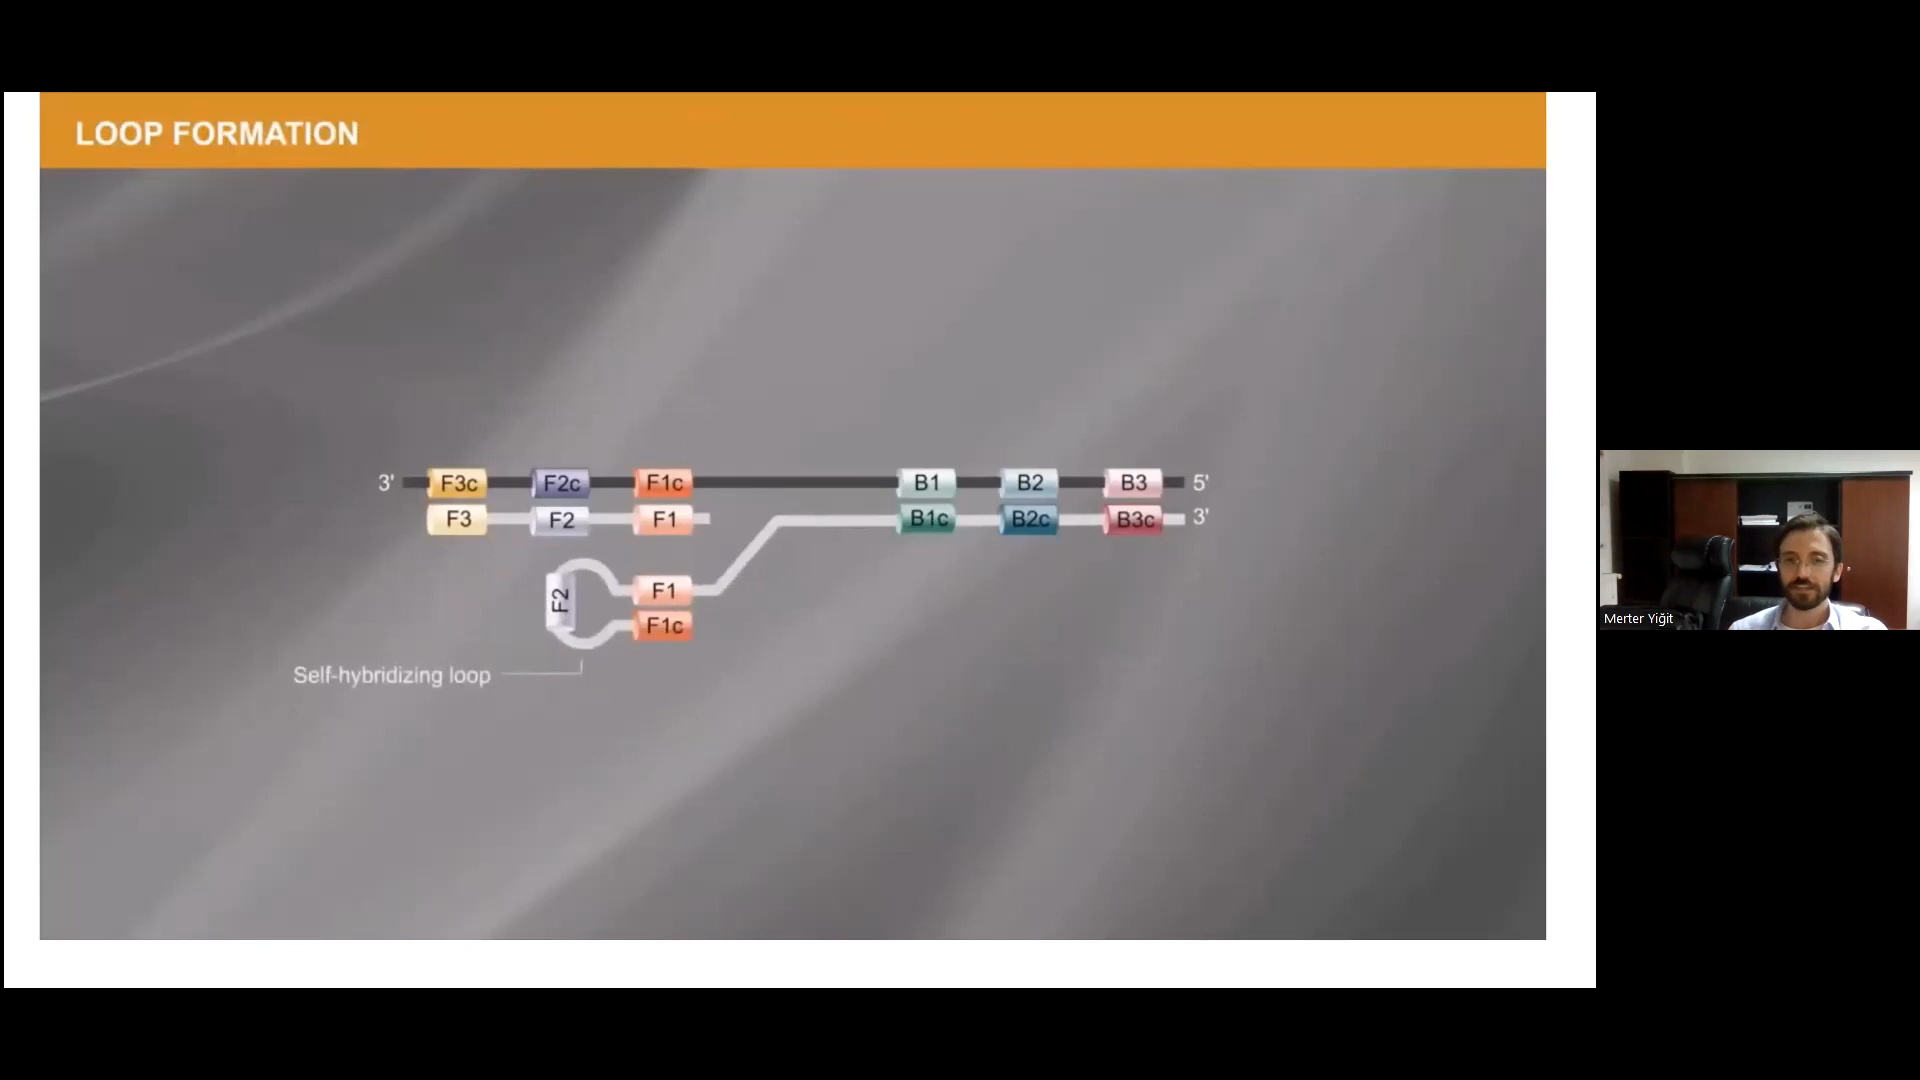 LOOP FORMATION
3' F3c F2c F1c B1 B2 B3 5'
F3 F2 F1 B1c B2c B3c 3'
F2 F1
F1c
Self-hybridizing loop
Merter Yiğit